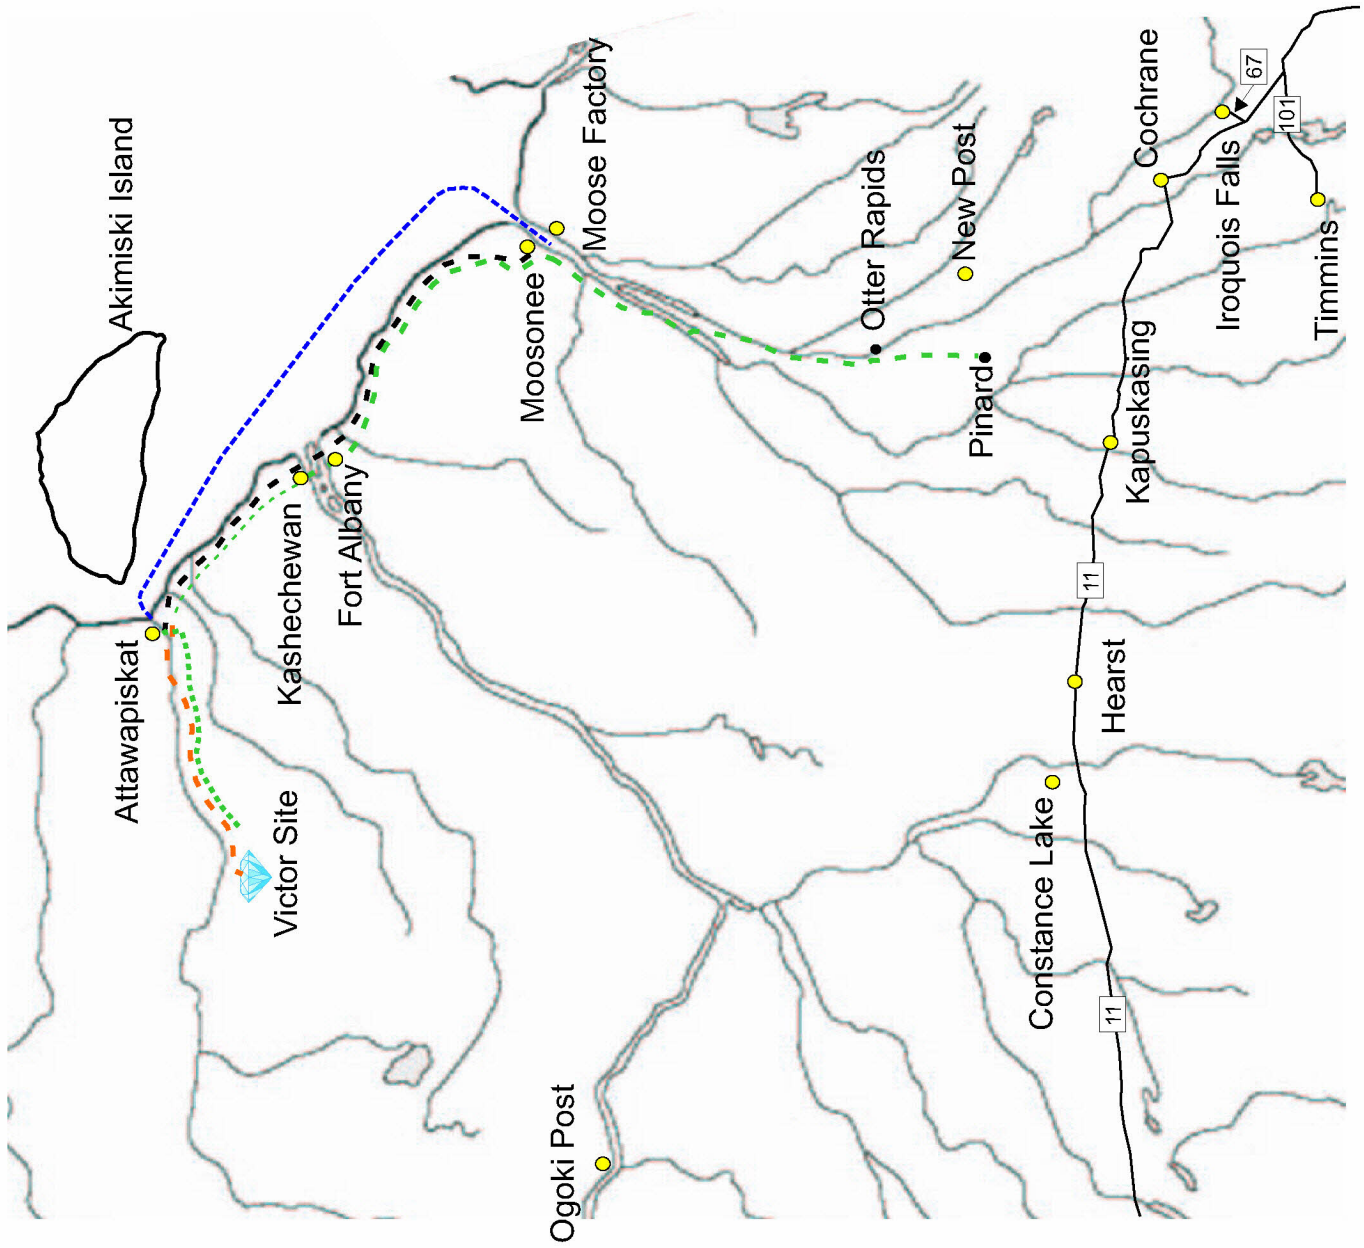 Akimiski Island
Attawapiskat
Victor Site
Kashechewan
Fort Albany
Moosonee
Moose Factory
Otter Rapids
New Post
Pinard
Cochrane
67
101
Iroquois Falls
Timmins
Kapuskasing
11
Hearst
Constance Lake
11
Ogoki Post